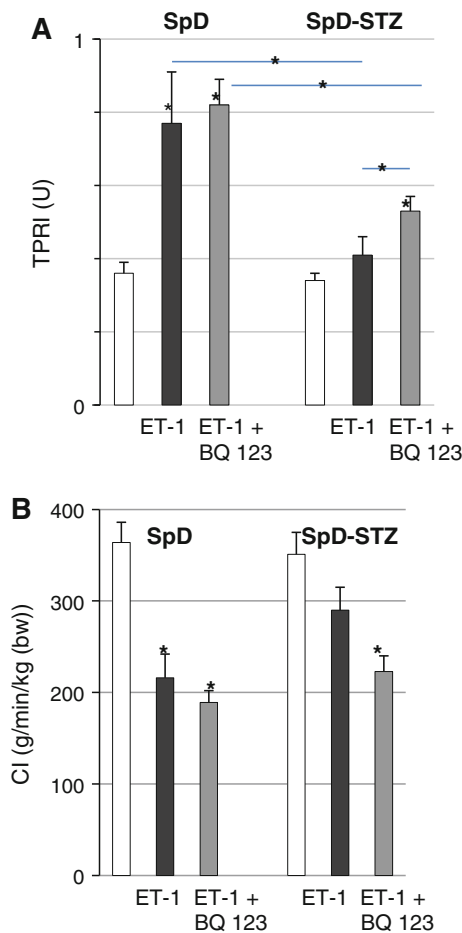 A
SpD SpD-STZ
1
*
*
* *
*
*
TPRI (U)
0
ET-1 ET-1 + ET-1 ET-1 +
BQ 123 BQ 123
B
400
SpD SpD-STZ
300
* *
*
200
CI (g/min/kg (bw))
100
0
ET-1 ET-1 + ET-1 ET-1 +
BQ 123 BQ 123